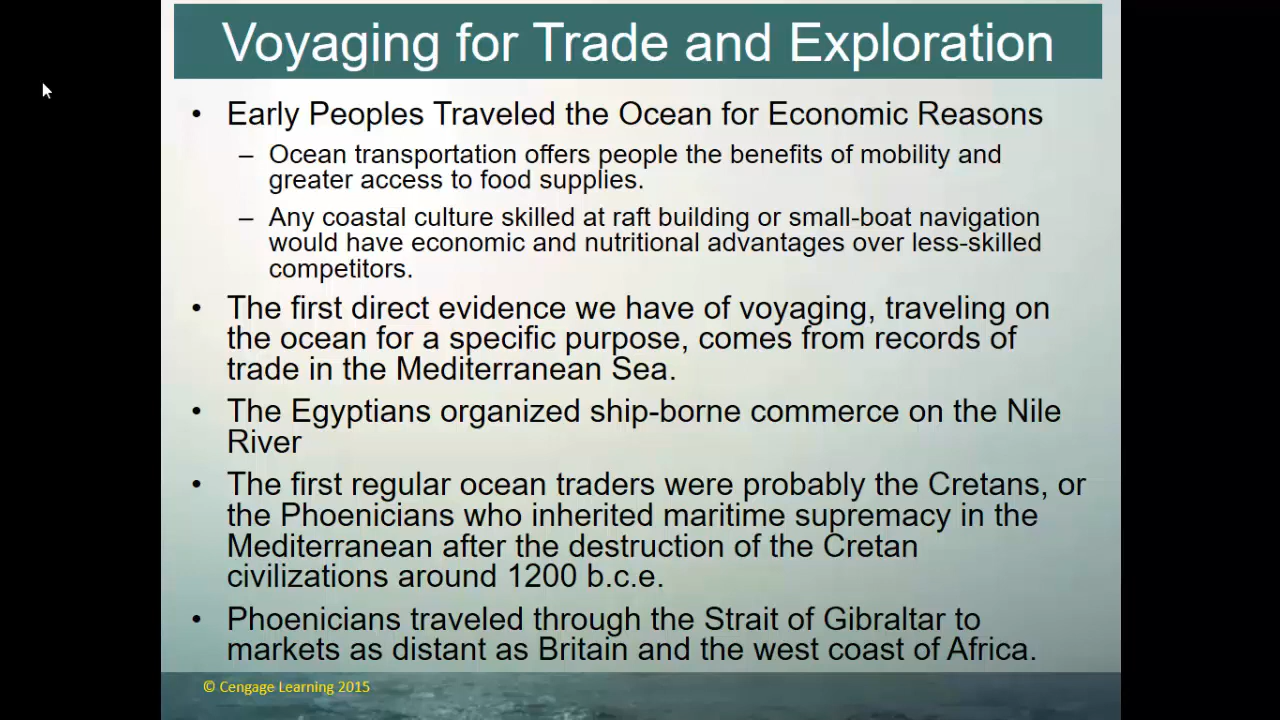 Voyaging for Trade and Exploration
• Early Peoples Traveled the Ocean for Economic Reasons
– Ocean transportation offers people the benefits of mobility and
greater access to food supplies.
– Any coastal culture skilled at raft building or small-boat navigation
would have economic and nutritional advantages over less-skilled
competitors.
• The first direct evidence we have of voyaging, traveling on
the ocean for a specific purpose, comes from records of
trade in the Mediterranean Sea.
• The Egyptians organized ship-borne commerce on the Nile
River
• The first regular ocean traders were probably the Cretans, or
the Phoenicians who inherited maritime supremacy in the
Mediterranean after the destruction of the Cretan
civilizations around 1200 b.c.e.
• Phoenicians traveled through the Strait of Gibraltar to
markets as distant as Britain and the west coast of Africa.
© Cengage Learning 2015